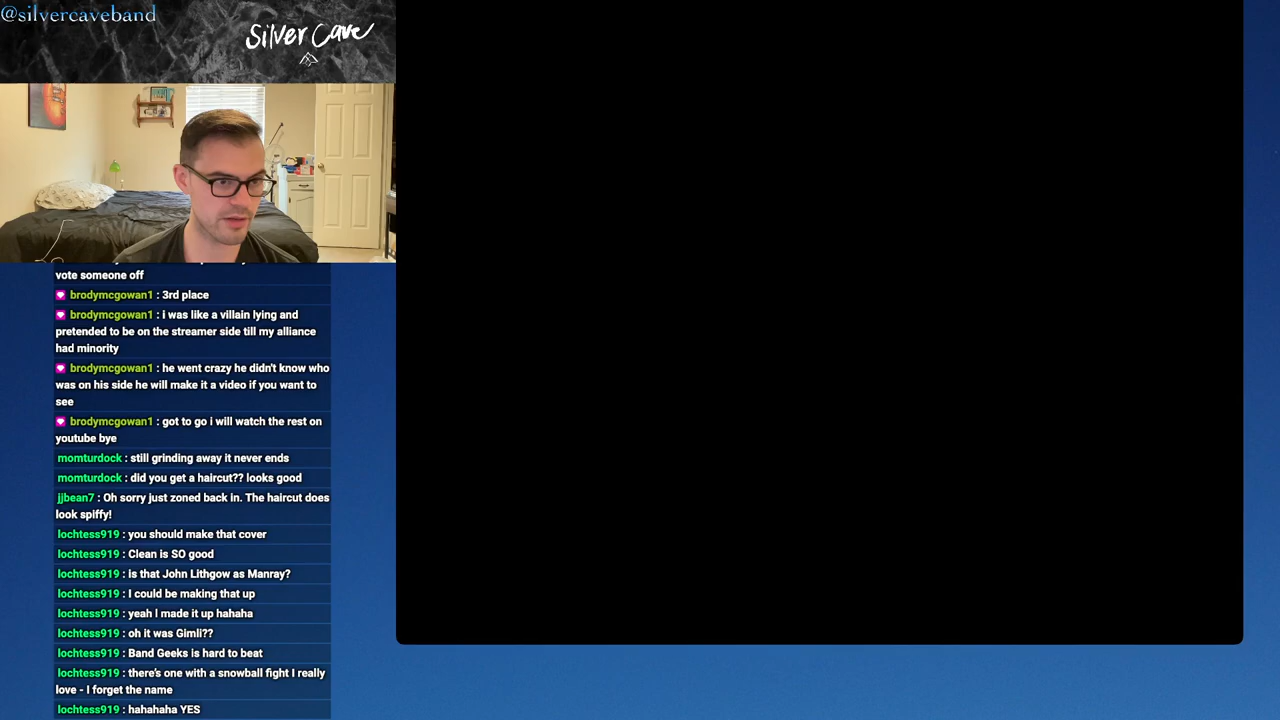 @silvercaveband
Silver Cave
vote someone off
brodymcgowan1 : 3rd place
brodymcgowan1 : i was like a villain lying and
pretended to be on the streamer side till my alliance
had minority
brodymcgowan1 : he went crazy he didn't know who
was on his side he will make it a video if you want to
see
brodymcgowan1 : got to go i will watch the rest on
youtube bye
momturdock : still grinding away it never ends
momturdock : did you get a haircut?? looks good
jjbean7 : Oh sorry just zoned back in. The haircut does
look spiffy!
lochtess919 : you should make that cover
lochtess919 : Clean is SO good
lochtess919 : is that John Lithgow as Manray?
lochtess919 : I could be making that up
lochtess919 : yeah I made it up hahaha
lochtess919 : oh it was Gimli??
lochtess919 : Band Geeks is hard to beat
lochtess919 : there's one with a snowball fight I really
love - I forget the name
lochtess919 : hahahaha YES